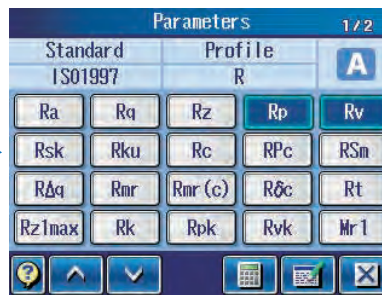 Parameters 1/2
Standard Profile A
ISO1997 R
Ra Rq Rz Rp Rv
Rsk Rku Rc RPc RSm
RΔq Rmr Rmr(c) Rδc Rt
Rz1max Rk Rpk Rvk Mr1
?